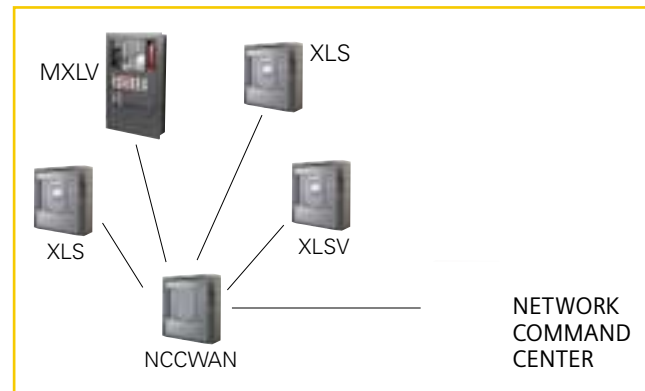 MXLV
XLS
XLS
XLSV
NCCWAN
NETWORK
COMMAND
CENTER